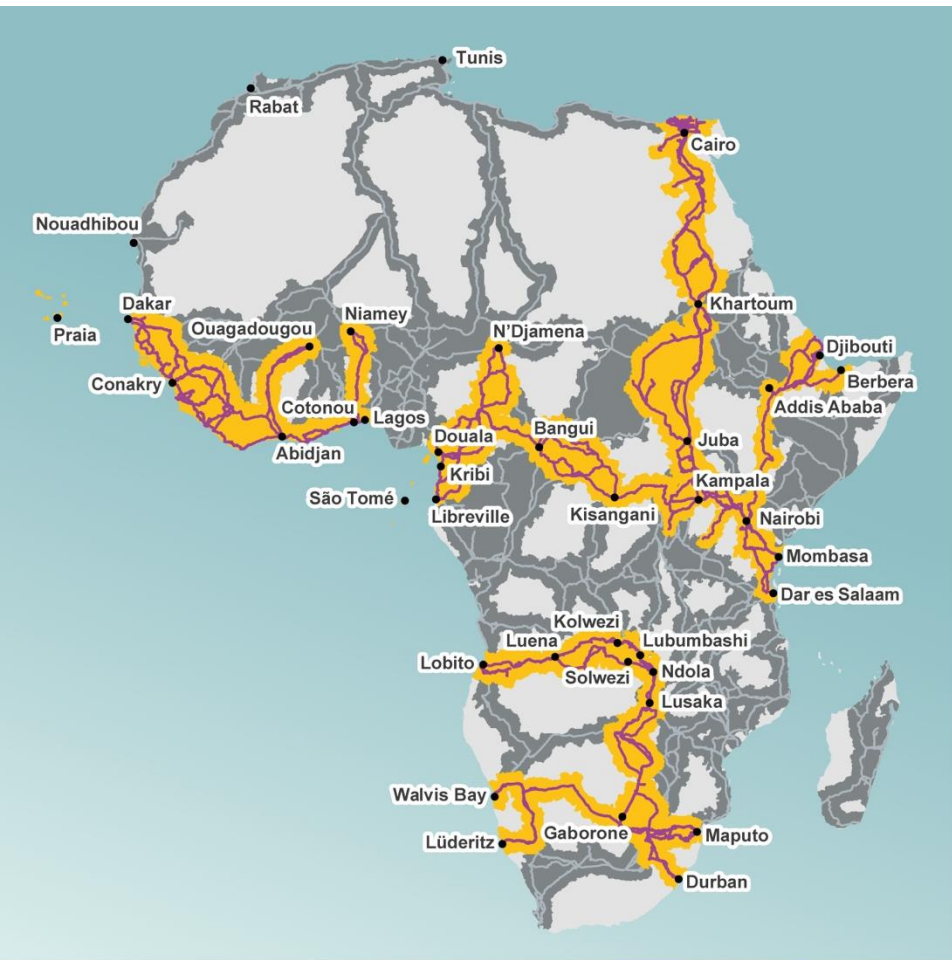 Tunis
Rabat
Cairo
Nouadhibou
Dakar
Praia
Ouagadougou
Niamey
N'Djamena
Khartoum
Djibouti
Berbera
Conakry
Cotonou
Lagos
Addis Ababa
Abidjan
Douala
Bangui
Juba
Kribi
Kampala
São Tomé
Libreville
Kisangani
Nairobi
Mombasa
Dar es Salaam
Kolwezi
Luena
Lubumbashi
Lobito
Solwezi
Ndola
Lusaka
Walvis Bay
Gaborone
Maputo
Lüderitz
Durban